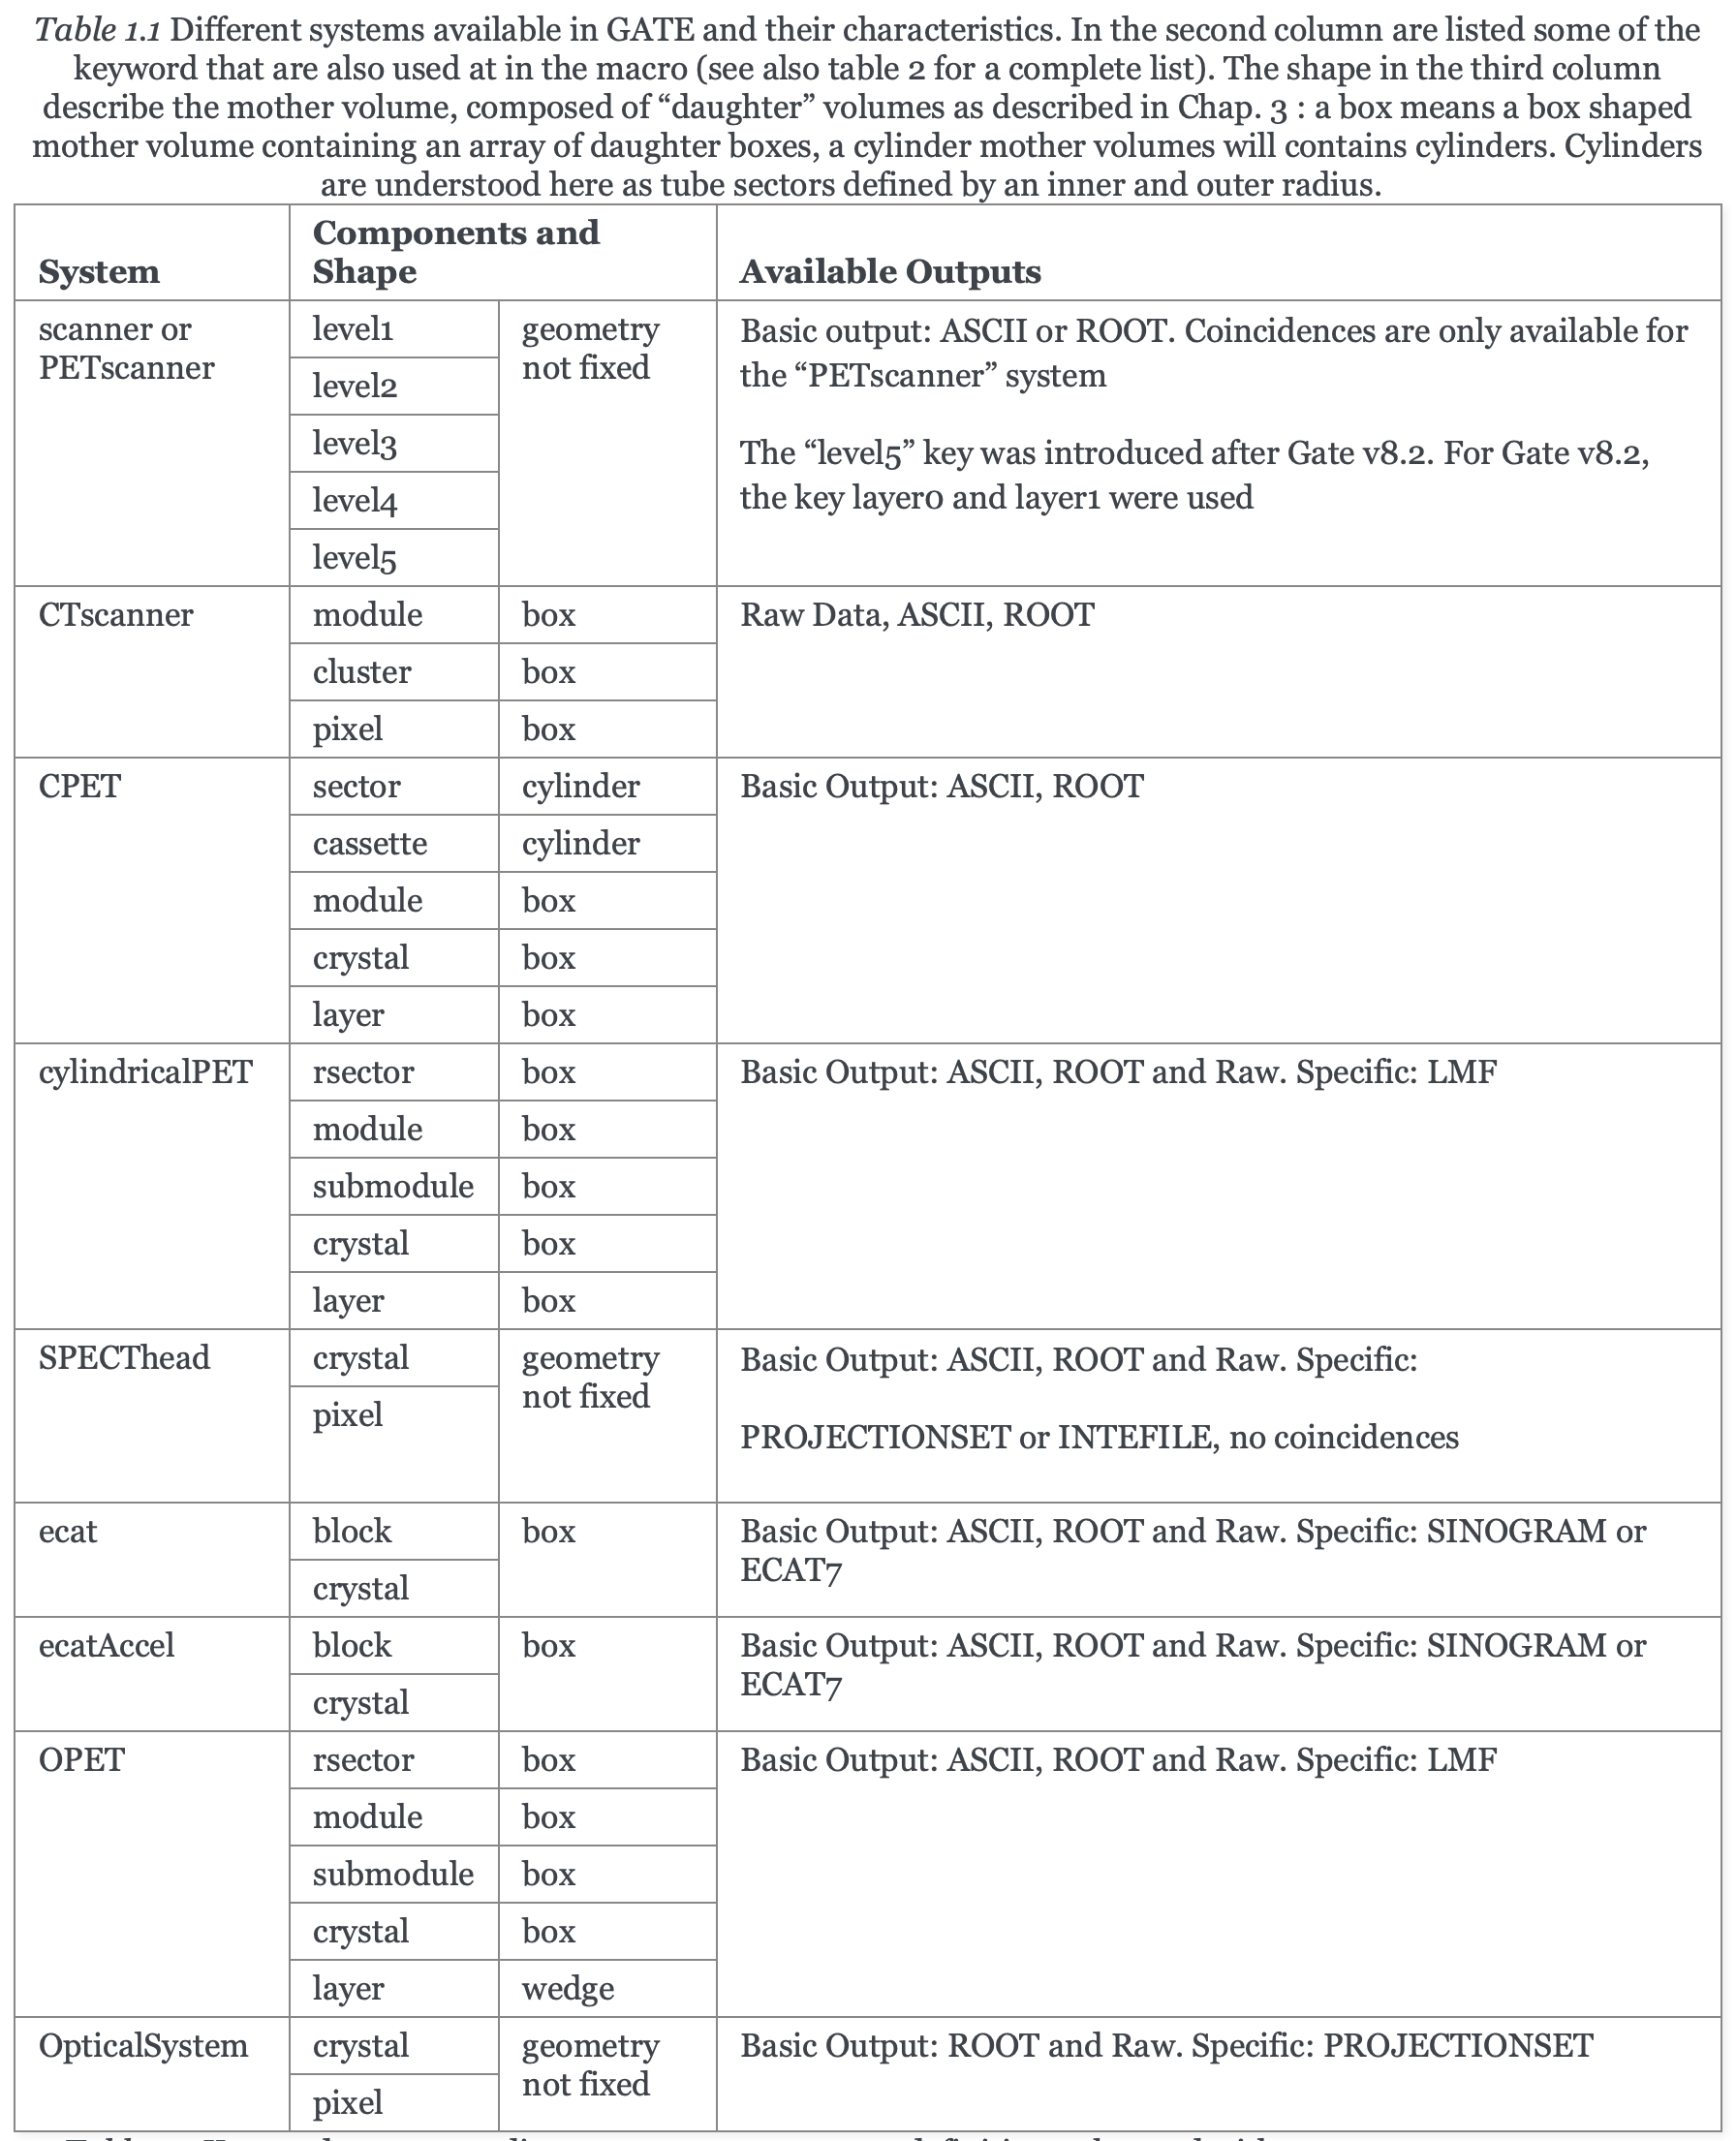 Table 1.1 Different systems available in GATE and their characteristics. In the second column are listed some of the
keyword that are also used at in the macro (see also table 2 for a complete list). The shape in the third column
describe the mother volume, composed of “daughter” volumes as described in Chap. 3 : a box means a box shaped
mother volume containing an array of daughter boxes, a cylinder mother volumes will contains cylinders. Cylinders
are understood here as tube sectors defined by an inner and outer radius.
System
Components and
Shape
Available Outputs
scanner or
PETscanner
level1
level2
level3
level4
level5
geometry
not fixed
Basic output: ASCII or ROOT. Coincidences are only available for
the “PETscanner” system
The “level5” key was introduced after Gate v8.2. For Gate v8.2,
the key layer0 and layer1 were used
CTscanner
module box
cluster box
pixel box
Raw Data, ASCII, ROOT
CPET
sector cylinder
cassette cylinder
module box
crystal box
layer box
Basic Output: ASCII, ROOT
cylindricalPET
rsector box
module box
submodule box
crystal box
layer box
Basic Output: ASCII, ROOT and Raw. Specific: LMF
SPECThead
crystal
pixel
geometry
not fixed
Basic Output: ASCII, ROOT and Raw. Specific:
PROJECTIONSET or INTEFILE, no coincidences
ecat
block
crystal
box
Basic Output: ASCII, ROOT and Raw. Specific: SINOGRAM or
ECAT7
ecatAccel
block
crystal
box
Basic Output: ASCII, ROOT and Raw. Specific: SINOGRAM or
ECAT7
OPET
rsector box
module box
submodule box
crystal box
layer wedge
Basic Output: ASCII, ROOT and Raw. Specific: LMF
OpticalSystem
crystal
pixel
geometry
not fixed
Basic Output: ROOT and Raw. Specific: PROJECTIONSET